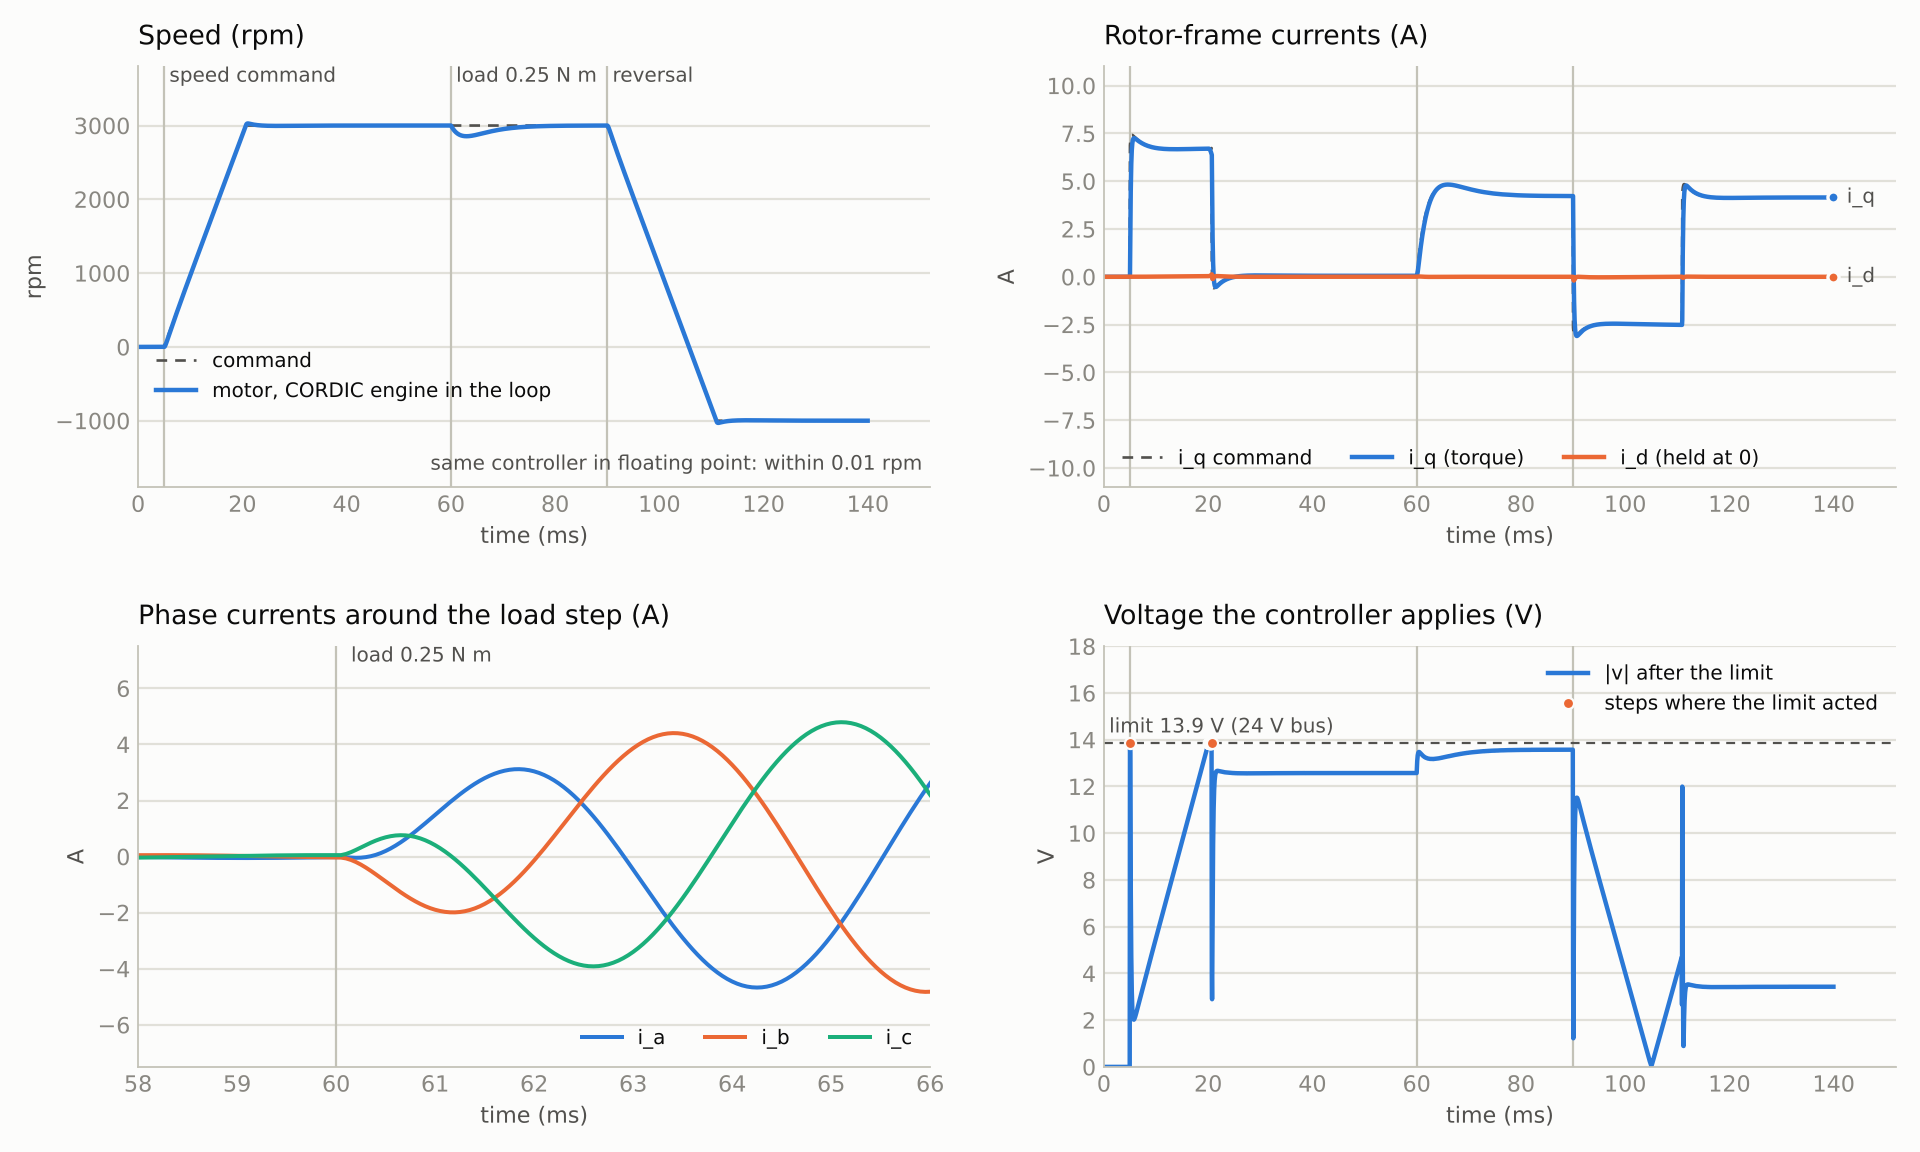 Speed (rpm)
speed command
load 0.25 N m
reversal
3000
2000
1000
0
−1000
rpm
command
motor, CORDIC engine in the loop
same controller in floating point: within 0.01 rpm
0 20 40 60 80 100 120 140
time (ms)
Rotor-frame currents (A)
10.0
7.5
5.0
2.5
0.0
−2.5
−5.0
−7.5
−10.0
A
i_q
i_d
i_q command
i_q (torque)
i_d (held at 0)
0 20 40 60 80 100 120 140
time (ms)
Phase currents around the load step (A)
load 0.25 N m
6
4
2
0
−2
−4
−6
A
i_a
i_b
i_c
58 59 60 61 62 63 64 65 66
time (ms)
Voltage the controller applies (V)
18
16
14
12
10
8
6
4
2
0
V
|v| after the limit
steps where the limit acted
limit 13.9 V (24 V bus)
0 20 40 60 80 100 120 140
time (ms)